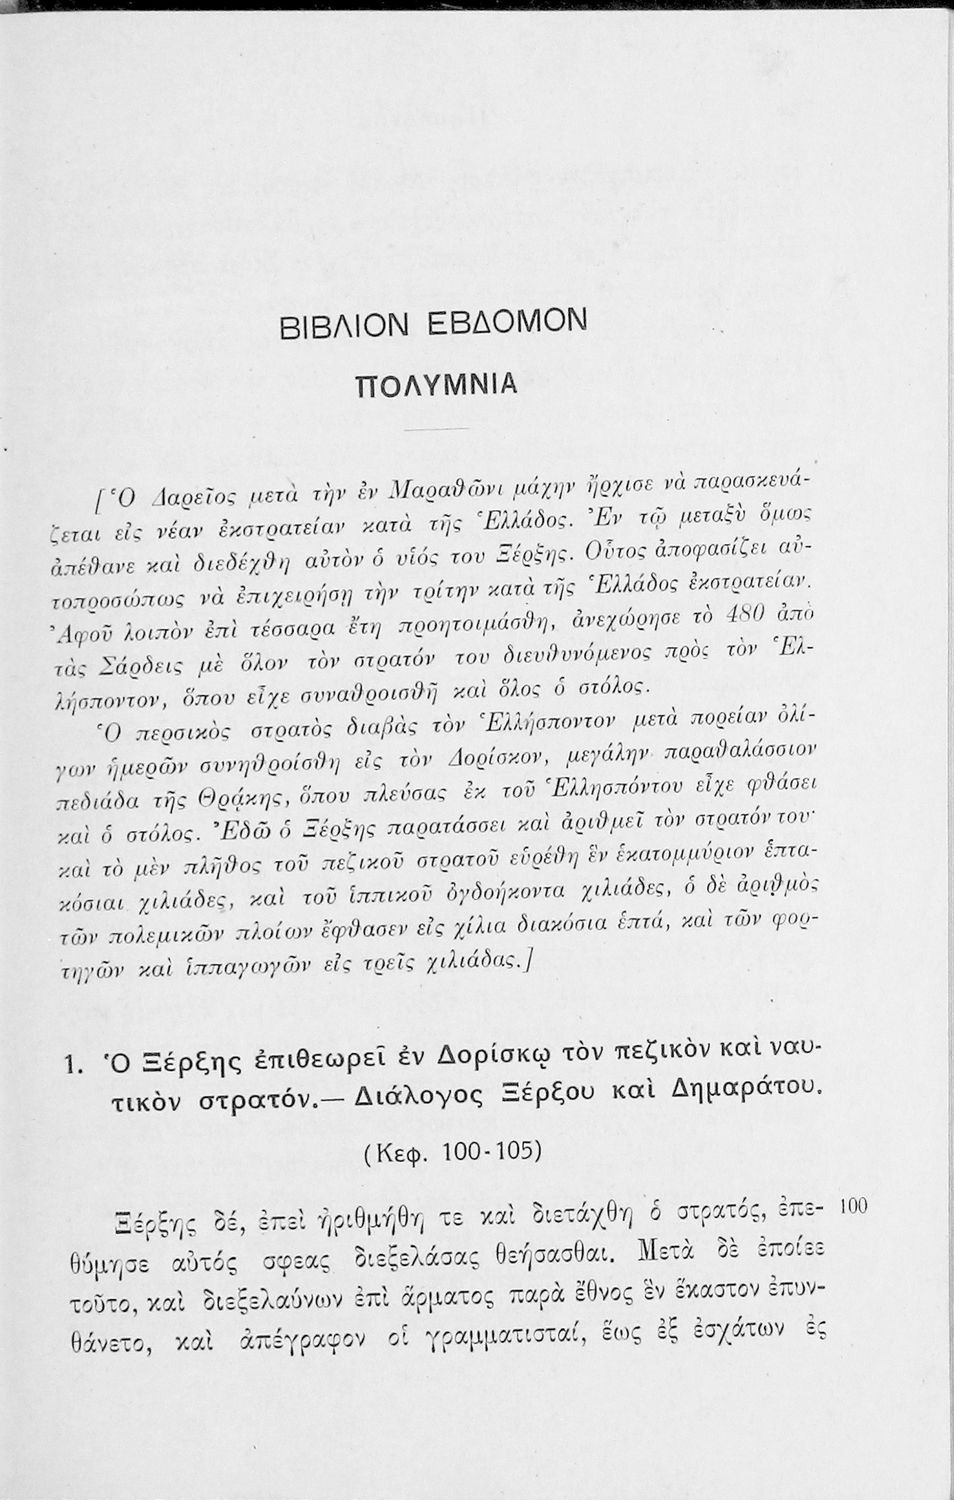 ΒΙΒΛΙΟΝ ΕΒΔΟΜΟΝ
ΠΟΛΥΜΝΙΑ
[Ὁ Δαρεῖος μετὰ τὴν ἐν Μαραθῶνι μάχην ἤρχισε νὰ παρασκευά-
ζεται εἰς νέαν ἐκστρατείαν κατὰ τῆς Ἑλλάδος. Ἐν τῷ μεταξὺ ὅμως
ἀπέθανε καὶ διεδέχθη αὐτὸν ὁ υἱός του Ξέρξης. Οὗτος ἀποφασίζει αὐ-
τοπροσώπως νὰ ἐπιχειρήσῃ τὴν τρίτην κατὰ τῆς Ἑλλάδος ἐκστρατείαν.
Ἀφοῦ λοιπὸν ἐπὶ τέσσαρα ἔτη προητοιμάσθη, ἀνεχώρησε τὸ 480 ἀπὸ
τὰς Σάρδεις μὲ ὅλον τὸν στρατόν του διευθυνόμενος πρὸς τὸν Ἑλ-
λήσποντον, ὅπου εἶχε συναθροισθῆ καὶ ὅλος ὁ στόλος.
Ὁ περσικὸς στρατὸς διαβὰς τὸν Ἑλλήσποντον μετὰ πορείαν ὀλί-
γων ἡμερῶν συνηθροίσθη εἰς τὸν Δορίσκον, μεγάλην παραθαλάσσιον
πεδιάδα τῆς Θρᾴκης, ὅπου πλεύσας ἐκ τοῦ Ἑλλησπόντου εἶχε φθάσει
καὶ ὁ στόλος. Ἐδῶ ὁ Ξέρξης παρατάσσει καὶ ἀριθμεῖ τὸν στρατόν του·
καὶ τὸ μὲν πλῆθος τοῦ πεζικοῦ στρατοῦ εὑρέθη ἓν ἑκατομμύριον ἑπτα-
κόσιαι χιλιάδες, καὶ τοῦ ἱππικοῦ ὀγδοήκοντα χιλιάδες, ὁ δὲ ἀριθμὸς
τῶν πολεμικῶν πλοίων ἔφθασεν εἰς χίλια διακόσια ἑπτά, καὶ τῶν φορ-
τηγῶν καὶ ἱππαγωγῶν εἰς τρεῖς χιλιάδας.]
1. Ὁ Ξέρξης ἐπιθεωρεῖ ἐν Δορίσκῳ τὸν πεζικὸν καὶ ναυ-
τικὸν στρατόν.— Διάλογος Ξέρξου καὶ Δημαράτου.
(Κεφ. 100-105)
Ξέρξης δέ, ἐπεὶ ἠριθμήθη τε καὶ διετάχθη ὁ στρατός, ἐπε- 100
θύμησε αὐτός σφεας διεξελάσας θεήσασθαι. Μετὰ δὲ ἐποίεε
τοῦτο, καὶ διεξελαύνων ἐπὶ ἅρματος παρὰ ἔθνος ἓν ἕκαστον ἐπυν-
θάνετο, καὶ ἀπέγραφον οἱ γραμματισταί, ἕως ἐξ ἐσχάτων ἐς